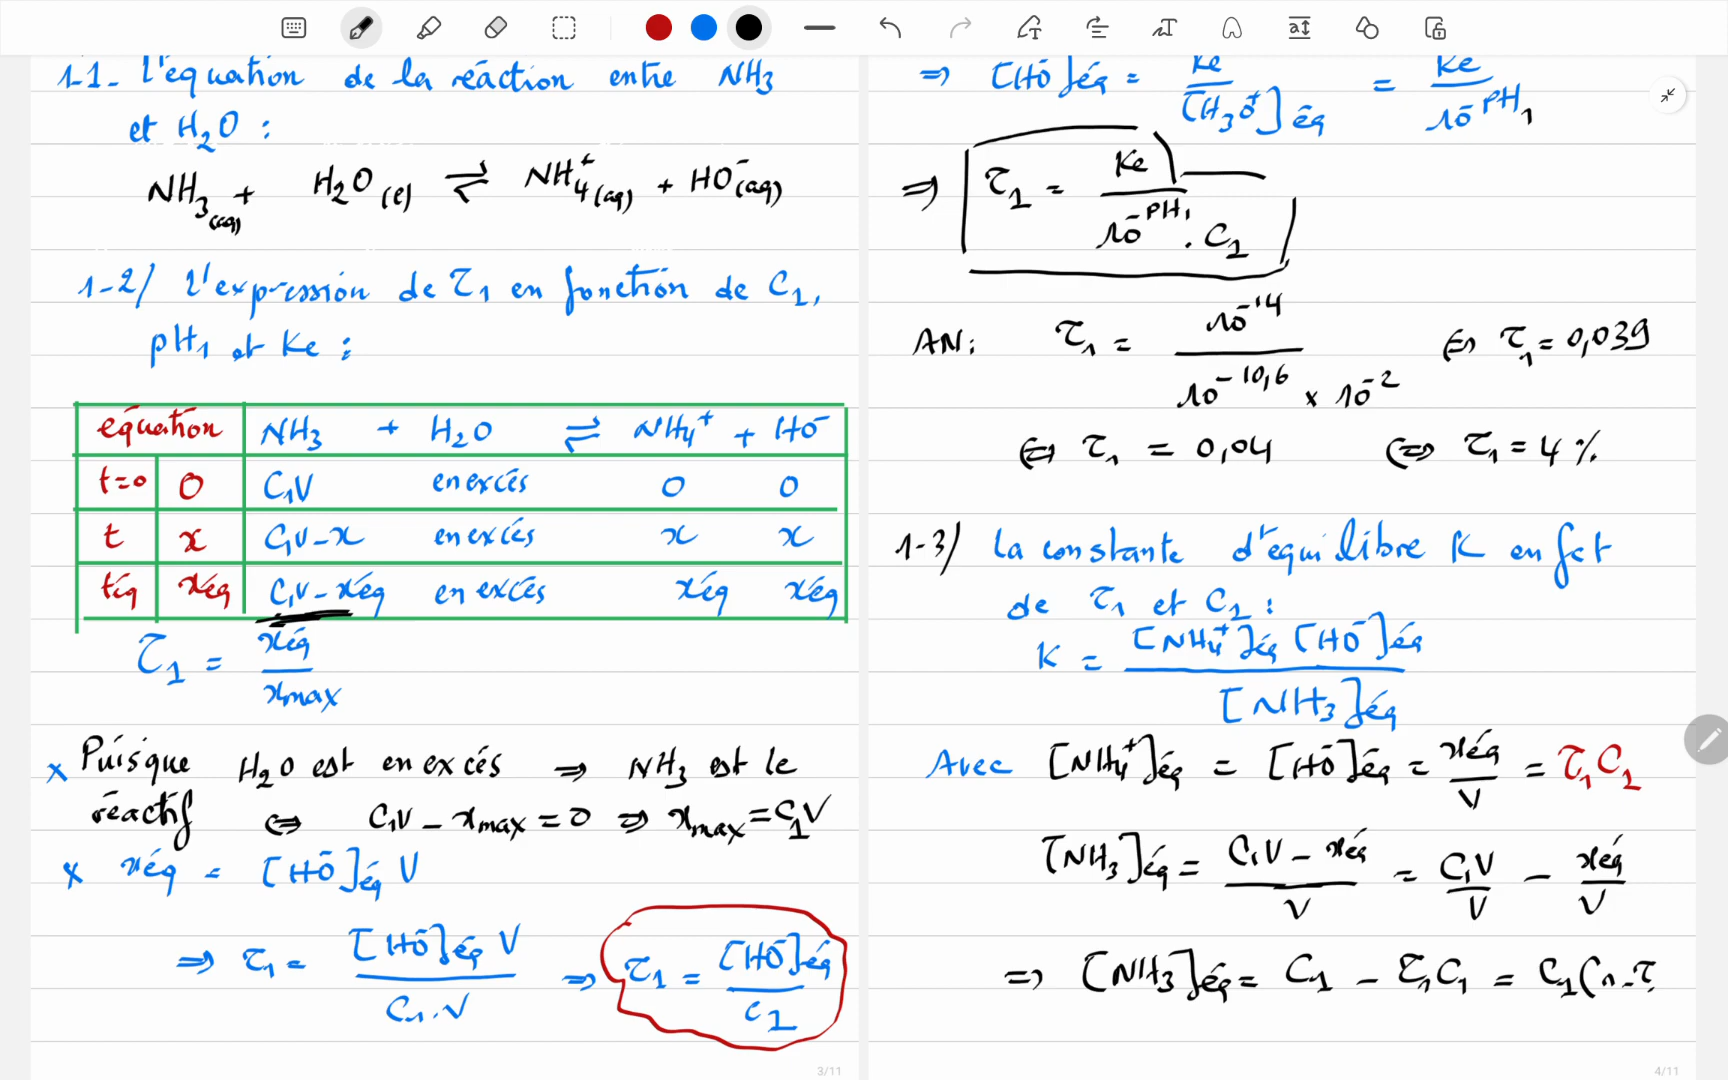 1-1- l'equation de la réaction entre NH3
et H2O :
NH3(aq) + H2O(l) ⇌ NH4+(aq) + HO-(aq)
1-2/ l'expression de τ1 en fonction de C1,
pH1 et Ke :
équation NH3 + H2O ⇌ NH4+ + HO-
t=0 0 C1V en excés 0 0
t x C1V-x en excés x x
téq xéq C1V-xéq en excés xéq xéq
τ1 = xéq / xmax
x Puisque H2O est en excés ⇒ NH3 est le
réactif ⇔ C1V - xmax = 0 ⇒ xmax = C1V
x xéq = [HO-]éq V
⇒ τ1 = [HO-]éq V / C1.V ⇒ τ1 = [HO-]éq / C1
3/11
⇒ [HO-]éq = Ke / [H3O+]éq = Ke / 10^-pH1
⇒ τ1 = Ke / 10^-pH1 . C1
AN: τ1 = 10^-14 / 10^-10,6 x 10^-2 ⇔ τ1 = 0,039
⇔ τ1 = 0,04 ⇔ τ1 = 4 %
1-3/ la constante d'equilibre K en fct
de τ1 et C1 :
K = [NH4+]éq [HO-]éq / [NH3]éq
Avec [NH4+]éq = [HO-]éq = xéq / V = τ1C1
[NH3]éq = C1V - xéq / V = C1V / V - xéq / V
⇒ [NH3]éq = C1 - τ1C1 = C1(1-τ
4/11